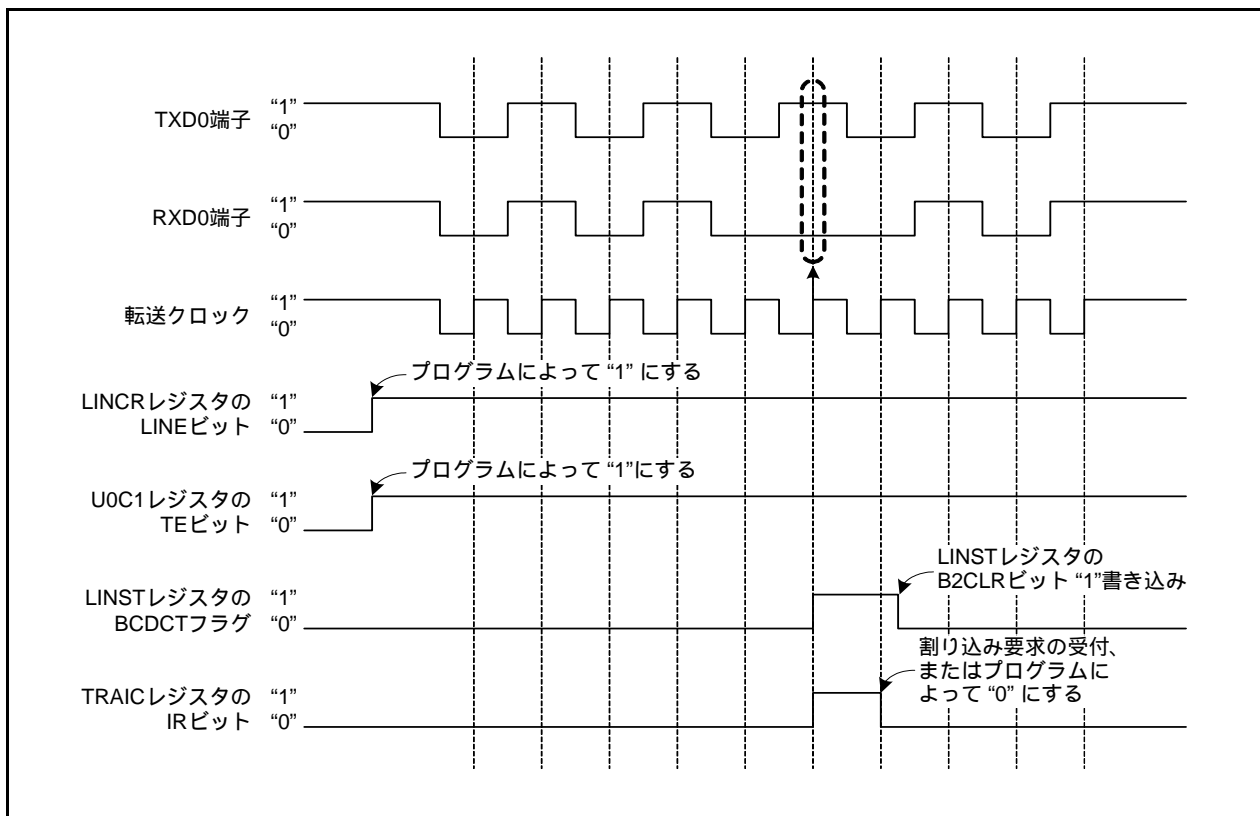 TXD0端子 “1”
“0”
RXD0端子 “1”
“0”
転送クロック “1”
“0”
プログラムによって “1” にする
LINCRレジスタの “1”
LINEビット “0”
プログラムによって “1”にする
U0C1レジスタの “1”
TEビット “0”
LINSTレジスタの
B2CLRビット “1”書き込み
LINSTレジスタの “1”
BCDCTフラグ “0”
割り込み要求の受付、
またはプログラムに
よって “0” にする
TRAICレジスタの “1”
IRビット “0”